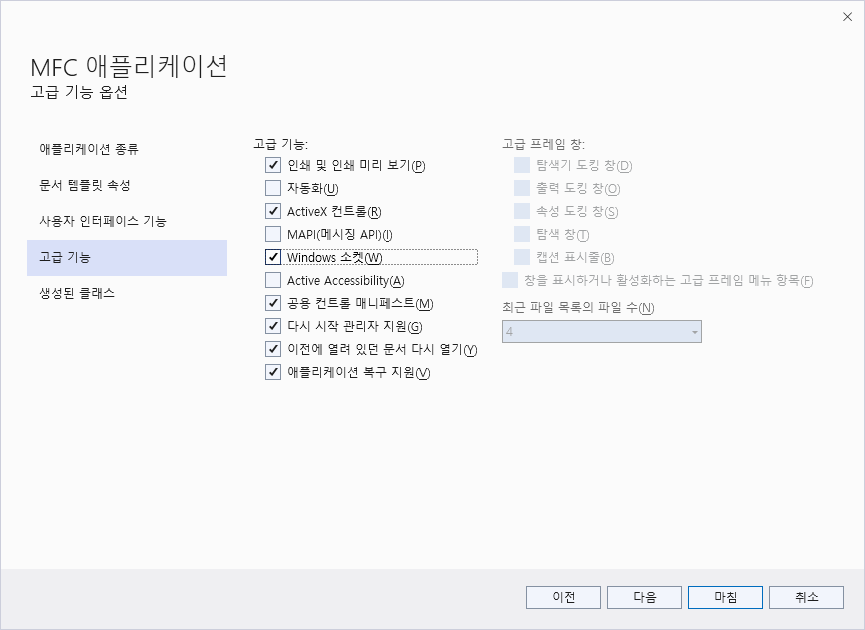 MFC 애플리케이션
고급 기능 옵션
애플리케이션 종류
문서 템플릿 속성
사용자 인터페이스 기능
고급 기능
생성된 클래스
고급 기능:
인쇄 및 인쇄 미리 보기(P)
자동화(U)
ActiveX 컨트롤(R)
MAPI(메시징 API)(I)
Windows 소켓(W)
Active Accessibility(A)
공용 컨트롤 매니페스트(M)
다시 시작 관리자 지원(G)
이전에 열려 있던 문서 다시 열기(Y)
애플리케이션 복구 지원(V)
고급 프레임 창:
탐색기 도킹 창(D)
출력 도킹 창(O)
속성 도킹 창(S)
탐색 창(T)
캡션 표시줄(B)
창을 표시하거나 활성화하는 고급 프레임 메뉴 항목(F)
최근 파일 목록의 파일 수(N)
4
이전
다음
마침
취소